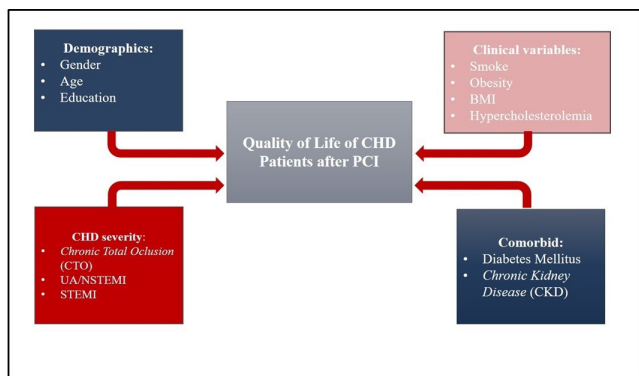 Demographics:
• Gender
• Age
• Education
Clinical variables:
• Smoke
• Obesity
• BMI
• Hypercholesterolemia
Quality of Life of CHD
Patients after PCI
CHD severity:
• Chronic Total Oclusion
(CTO)
• UA/NSTEMI
• STEMI
Comorbid:
• Diabetes Mellitus
• Chronic Kidney
Disease (CKD)